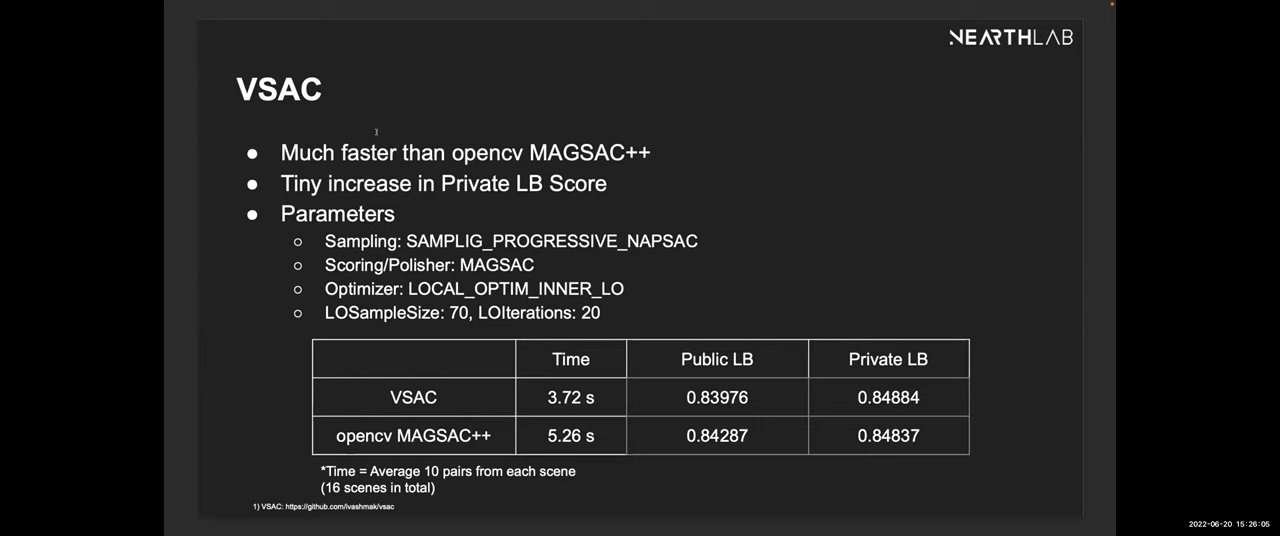 NEARTHLAB
VSAC
● Much faster than opencv MAGSAC++
● Tiny increase in Private LB Score
● Parameters
○ Sampling: SAMPLIG_PROGRESSIVE_NAPSAC
○ Scoring/Polisher: MAGSAC
○ Optimizer: LOCAL_OPTIM_INNER_LO
○ LOSampleSize: 70, LOIterations: 20
Time Public LB Private LB
VSAC 3.72 s 0.83976 0.84884
opencv MAGSAC++ 5.26 s 0.84287 0.84837
*Time = Average 10 pairs from each scene
(16 scenes in total)
1) VSAC: https://github.com/ivashmak/vsac
2022-06-20 15:26:05